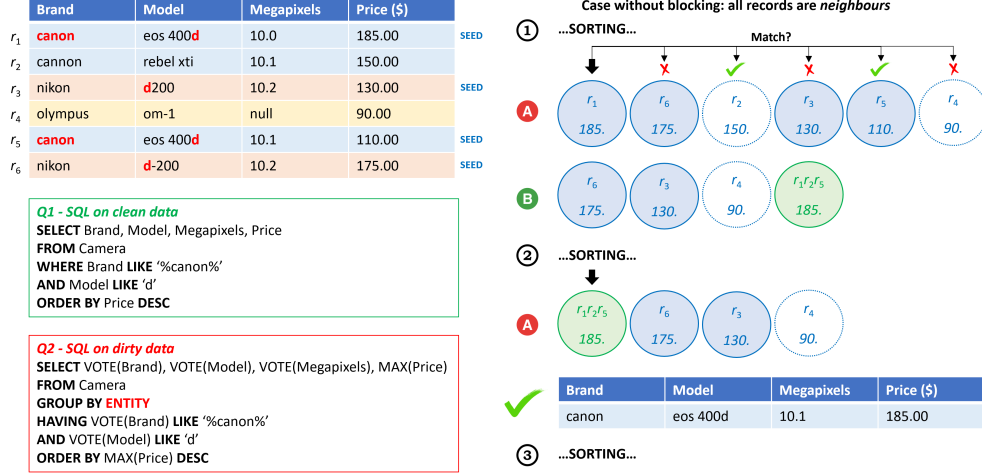 Brand Model Megapixels Price ($)
r1 canon eos 400d 10.0 185.00 SEED
r2 cannon rebel xti 10.1 150.00
r3 nikon d200 10.2 130.00 SEED
r4 olympus om-1 null 90.00
r5 canon eos 400d 10.1 110.00 SEED
r6 nikon d-200 10.2 175.00 SEED
Q1 - SQL on clean data
SELECT Brand, Model, Megapixels, Price
FROM Camera
WHERE Brand LIKE ‘%canon%’
AND Model LIKE ‘d’
ORDER BY Price DESC
Q2 - SQL on dirty data
SELECT VOTE(Brand), VOTE(Model), VOTE(Megapixels), MAX(Price)
FROM Camera
GROUP BY ENTITY
HAVING VOTE(Brand) LIKE ‘%canon%’
AND VOTE(Model) LIKE ‘d’
ORDER BY MAX(Price) DESC
Case without blocking: all records are neighbours
1 ...SORTING...
Match?
A
r1 r6 r2 r3 r5 r4
185. 175. 150. 130. 110. 90.
B
r6 r3 r4 r1r2r5
175. 130. 90. 185.
2 ...SORTING...
A
r1r2r5 r6 r3 r4
185. 175. 130. 90.
Brand Model Megapixels Price ($)
canon eos 400d 10.1 185.00
3 ...SORTING...